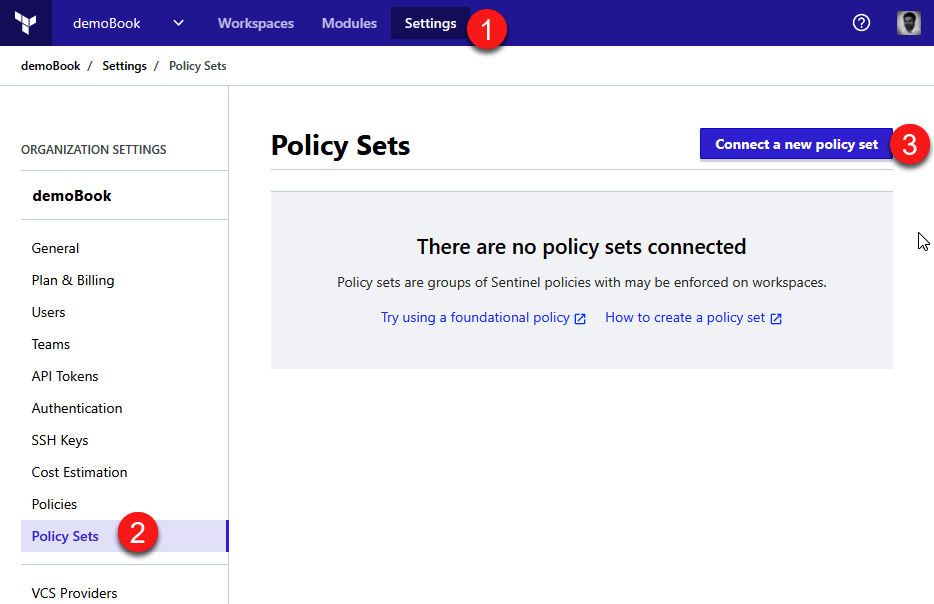 demoBook Workspaces Modules Settings 1
demoBook / Settings / Policy Sets
ORGANIZATION SETTINGS
demoBook
General
Plan & Billing
Users
Teams
API Tokens
Authentication
SSH Keys
Cost Estimation
Policies
Policy Sets 2
VCS Providers
Policy Sets
Connect a new policy set 3
There are no policy sets connected
Policy sets are groups of Sentinel policies with may be enforced on workspaces.
Try using a foundational policy How to create a policy set